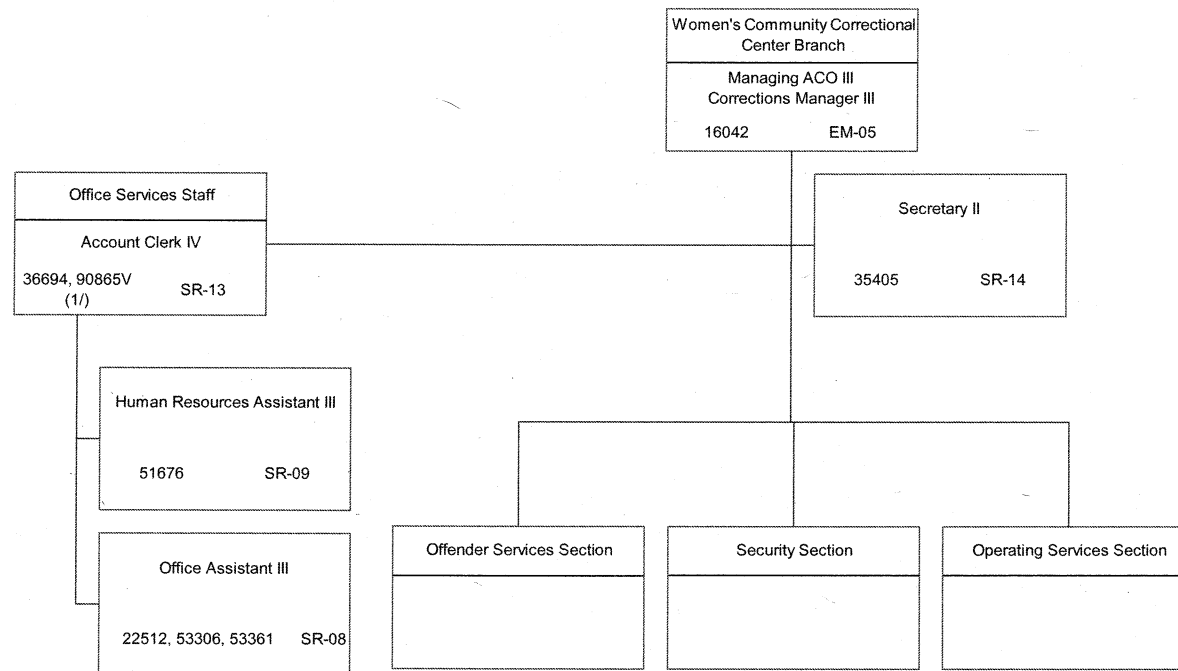 Women's Community Correctional
Center Branch
Managing ACO III
Corrections Manager III
16042 EM-05
Office Services Staff
Account Clerk IV
36694, 90865V
(1/)
SR-13
Secretary II
35405 SR-14
Human Resources Assistant III
51676 SR-09
Office Assistant III
22512, 53306, 53361 SR-08
Offender Services Section
Security Section
Operating Services Section